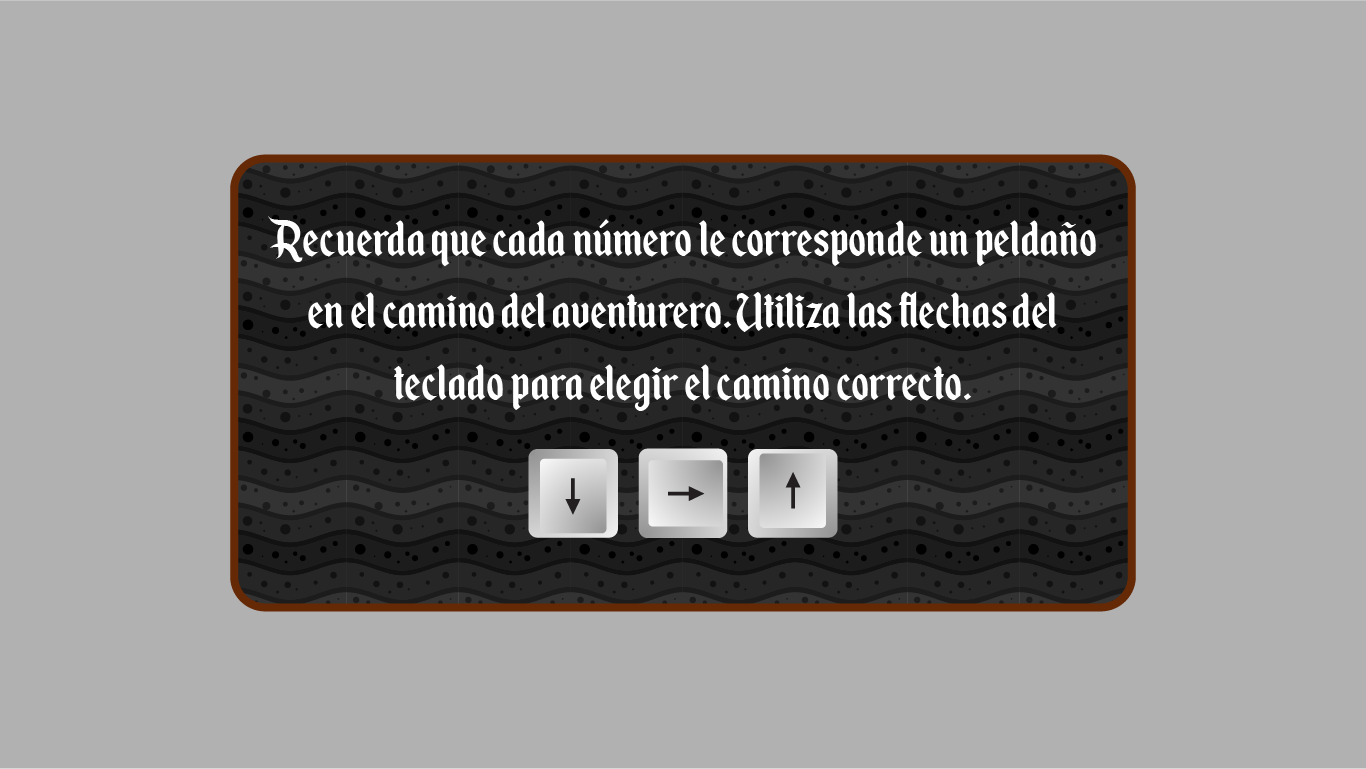 Recuerda que cada número le corresponde un peldaño
en el camino del aventurero. Utiliza las flechas del
teclado para elegir el camino correcto.
↓ → ↑